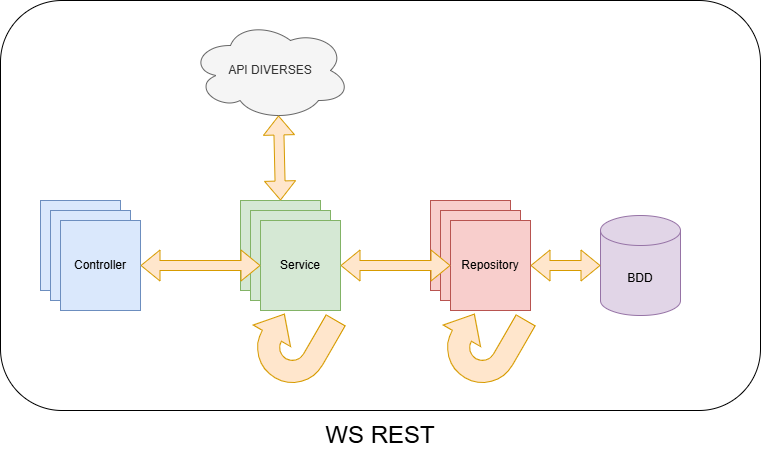 API DIVERSES
Controller
Service
Repository
BDD
WS REST